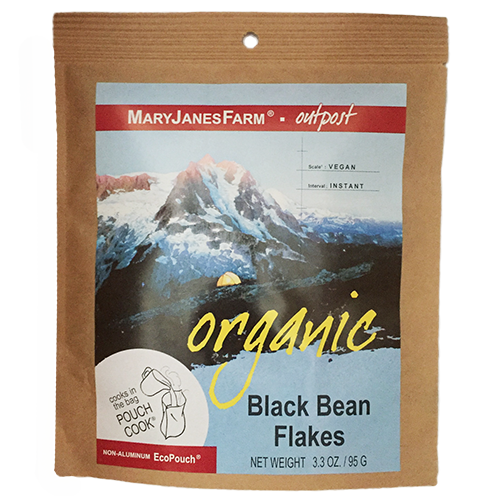 MARYJANESFARM® ▪ outpost
Scale¹: VEGAN
Interval: INSTANT
organic
cooks in
the bag
POUCH
COOK®
Black Bean
Flakes
NET WEIGHT 3.3 OZ. / 95 G
NON-ALUMINUM EcoPouch®